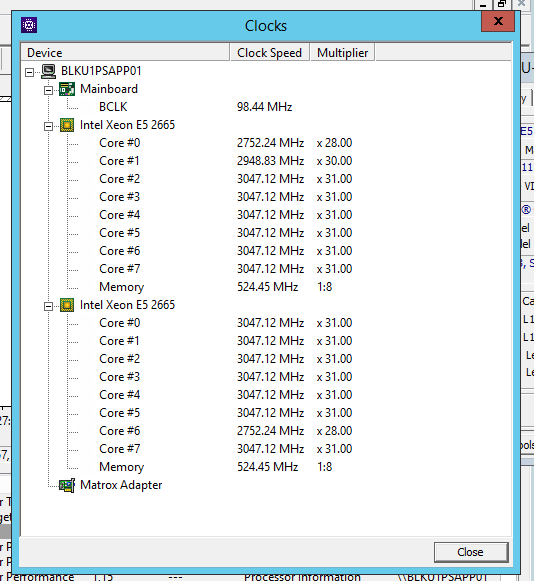 Clocks
Device Clock Speed Multiplier
BLKU1PSAPP01
Mainboard
BCLK 98.44 MHz
Intel Xeon E5 2665
Core #0 2752.24 MHz x 28.00
Core #1 2948.83 MHz x 30.00
Core #2 3047.12 MHz x 31.00
Core #3 3047.12 MHz x 31.00
Core #4 3047.12 MHz x 31.00
Core #5 3047.12 MHz x 31.00
Core #6 3047.12 MHz x 31.00
Core #7 3047.12 MHz x 31.00
Memory 524.45 MHz 1:8
Intel Xeon E5 2665
Core #0 3047.12 MHz x 31.00
Core #1 3047.12 MHz x 31.00
Core #2 3047.12 MHz x 31.00
Core #3 3047.12 MHz x 31.00
Core #4 3047.12 MHz x 31.00
Core #5 3047.12 MHz x 31.00
Core #6 2752.24 MHz x 28.00
Core #7 3047.12 MHz x 31.00
Memory 524.45 MHz 1:8
Matrox Adapter
Close
r Performance 1.15 --- Processor Information \\BLKU1PSAPP01